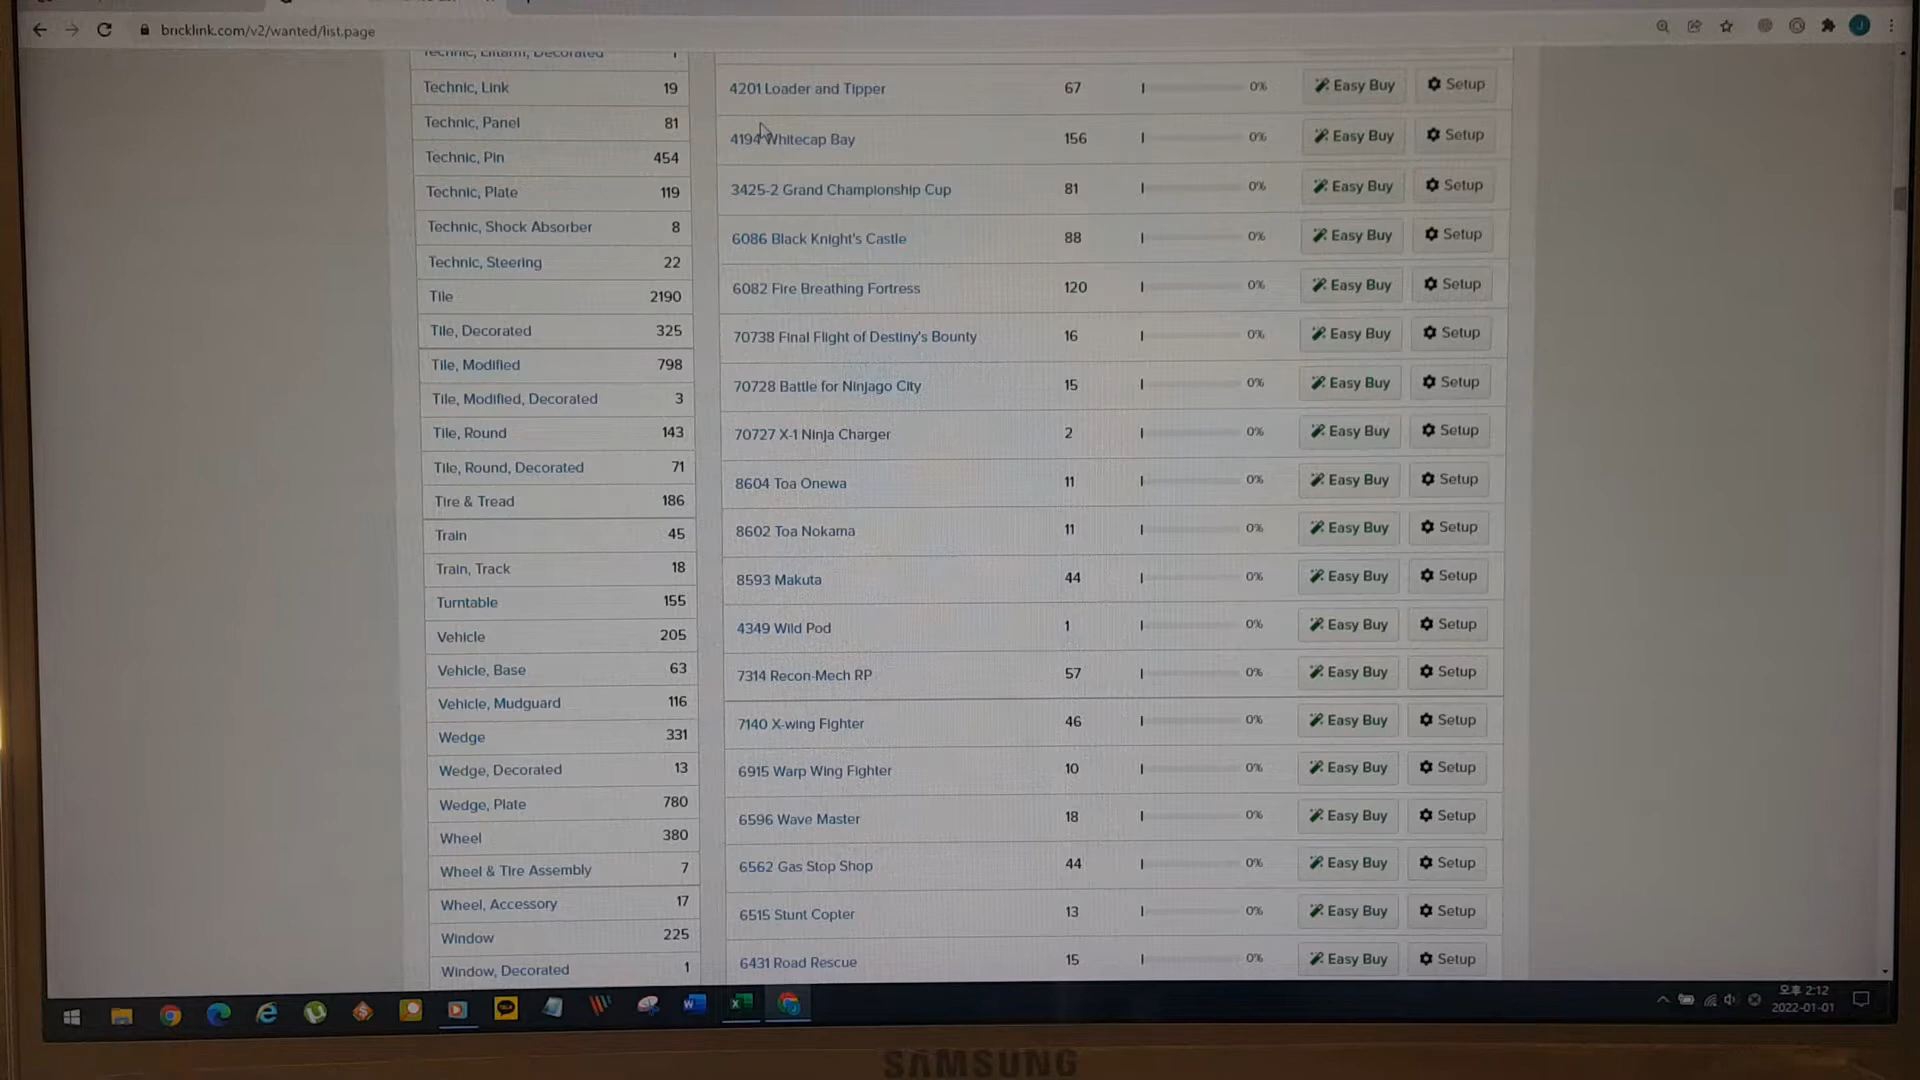 bricklink.com/v2/wanted/list.page
Technic, Liftarm, Decorated 1
Technic, Link 19
Technic, Panel 81
Technic, Pin 454
Technic, Plate 119
Technic, Shock Absorber 8
Technic, Steering 22
Tile 2190
Tile, Decorated 325
Tile, Modified 798
Tile, Modified, Decorated 3
Tile, Round 143
Tile, Round, Decorated 71
Tire & Tread 186
Train 45
Train, Track 18
Turntable 155
Vehicle 205
Vehicle, Base 63
Vehicle, Mudguard 116
Wedge 331
Wedge, Decorated 13
Wedge, Plate 780
Wheel 380
Wheel & Tire Assembly 7
Wheel, Accessory 17
Window 225
Window, Decorated 1
4201 Loader and Tipper 67 0% Easy Buy Setup
4194 Whitecap Bay 156 0% Easy Buy Setup
3425-2 Grand Championship Cup 81 0% Easy Buy Setup
6086 Black Knight's Castle 88 0% Easy Buy Setup
6082 Fire Breathing Fortress 120 0% Easy Buy Setup
70738 Final Flight of Destiny's Bounty 16 0% Easy Buy Setup
70728 Battle for Ninjago City 15 0% Easy Buy Setup
70727 X-1 Ninja Charger 2 0% Easy Buy Setup
8604 Toa Onewa 11 0% Easy Buy Setup
8602 Toa Nokama 11 0% Easy Buy Setup
8593 Makuta 44 0% Easy Buy Setup
4349 Wild Pod 1 0% Easy Buy Setup
7314 Recon-Mech RP 57 0% Easy Buy Setup
7140 X-wing Fighter 46 0% Easy Buy Setup
6915 Warp Wing Fighter 10 0% Easy Buy Setup
6596 Wave Master 18 0% Easy Buy Setup
6562 Gas Stop Shop 44 0% Easy Buy Setup
6515 Stunt Copter 13 0% Easy Buy Setup
6431 Road Rescue 15 0% Easy Buy Setup
오후 2:12
2022-01-01
SAMSUNG